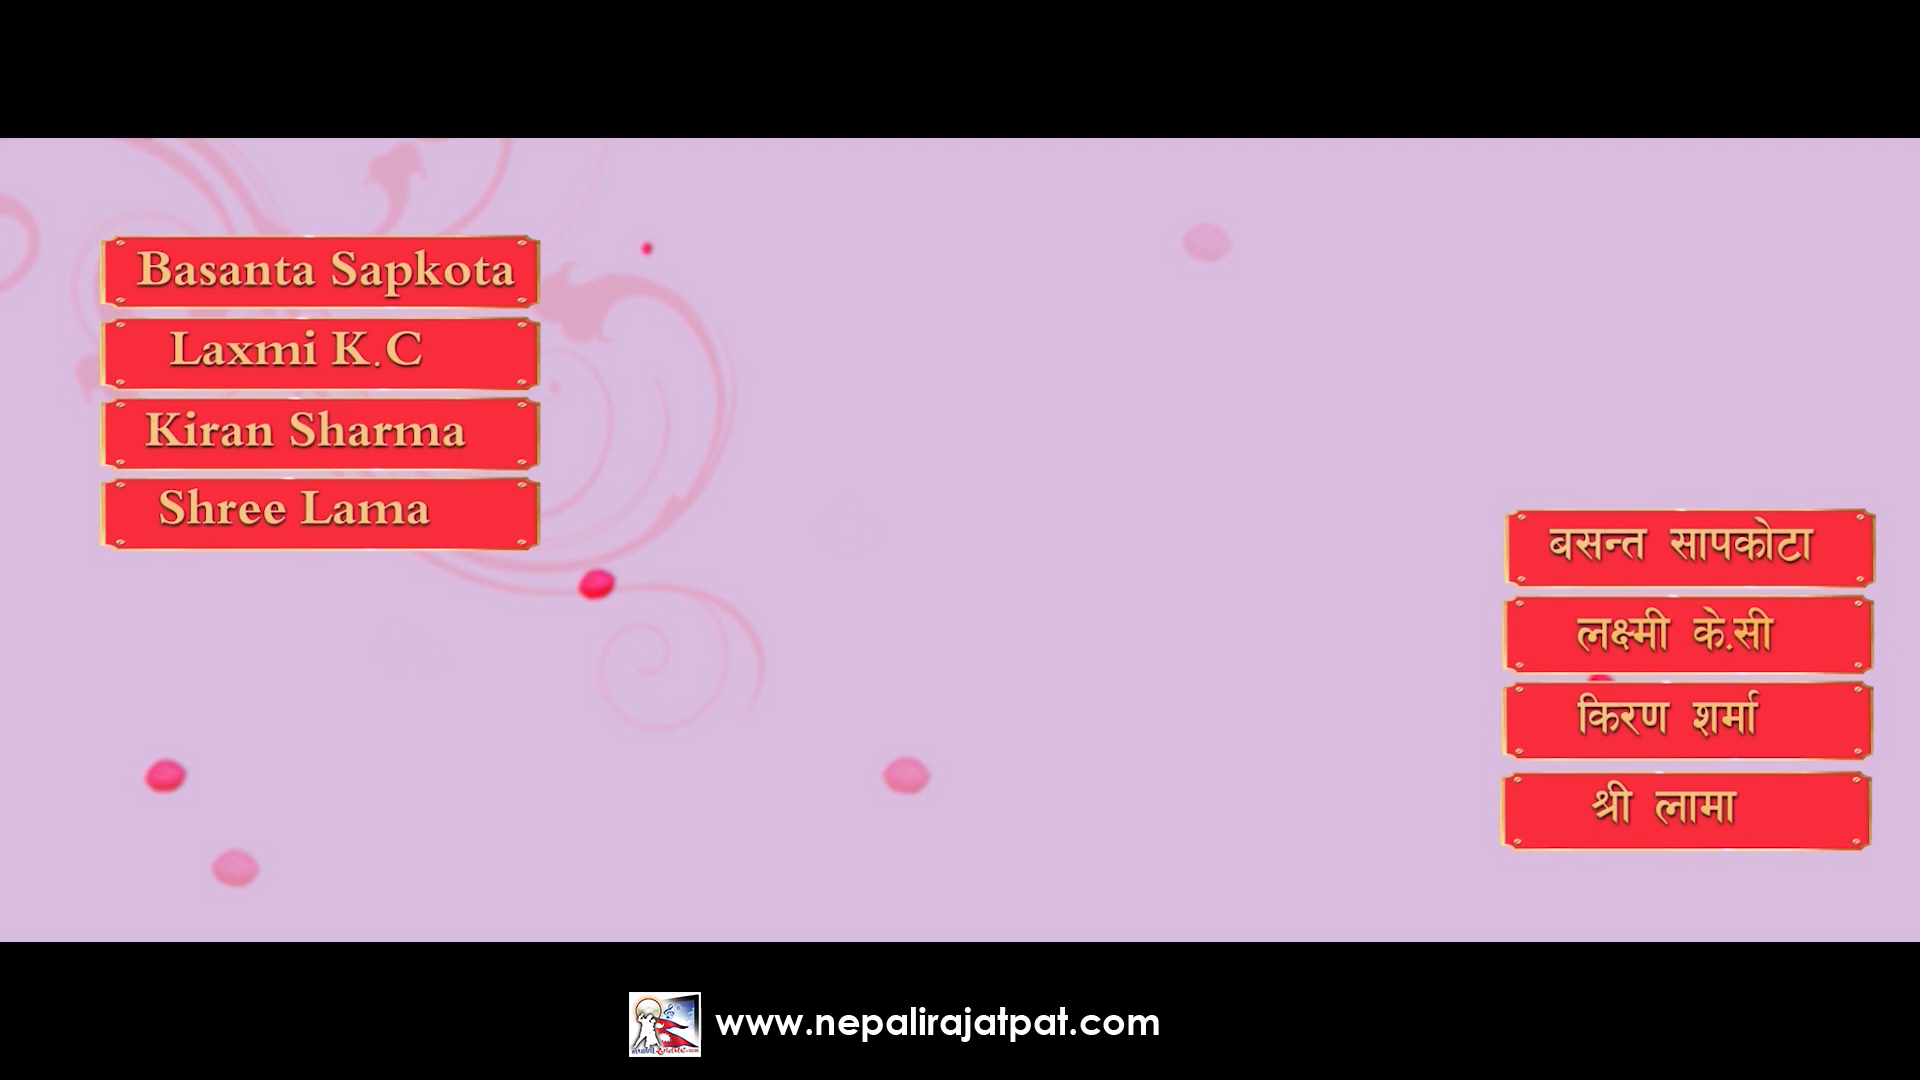 Basanta Sapkota
Laxmi K.C
Kiran Sharma
Shree Lama
बसन्त सापकोटा
लक्ष्मी के.सी
किरण शर्मा
श्री लामा
www.nepalirajatpat.com